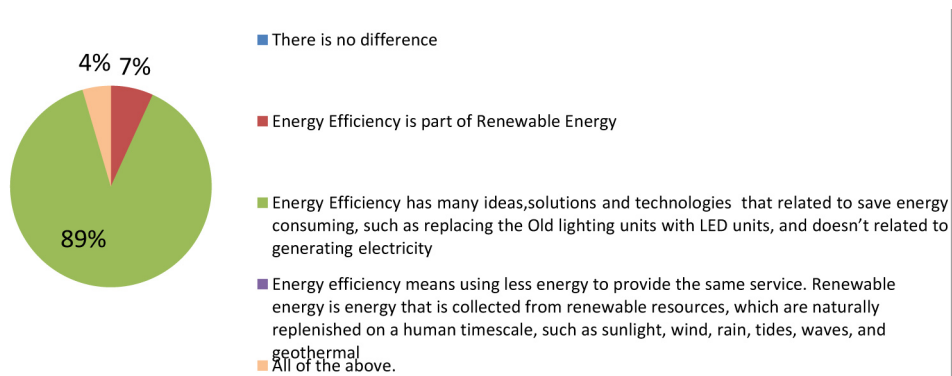 There is no difference
4% 7%
Energy Efficiency is part of Renewable Energy
Energy Efficiency has many ideas,solutions and technologies that related to save energy
consuming, such as replacing the Old lighting units with LED units, and doesn't related to
generating electricity
89%
Energy efficiency means using less energy to provide the same service. Renewable
energy is energy that is collected from renewable resources, which are naturally
replenished on a human timescale, such as sunlight, wind, rain, tides, waves, and
geothermal
All of the above.